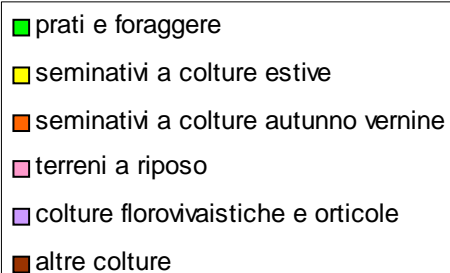 prati e foraggere
seminativi a colture estive
seminativi a colture autunno vernine
terreni a riposo
colture florovivaistiche e orticole
altre colture